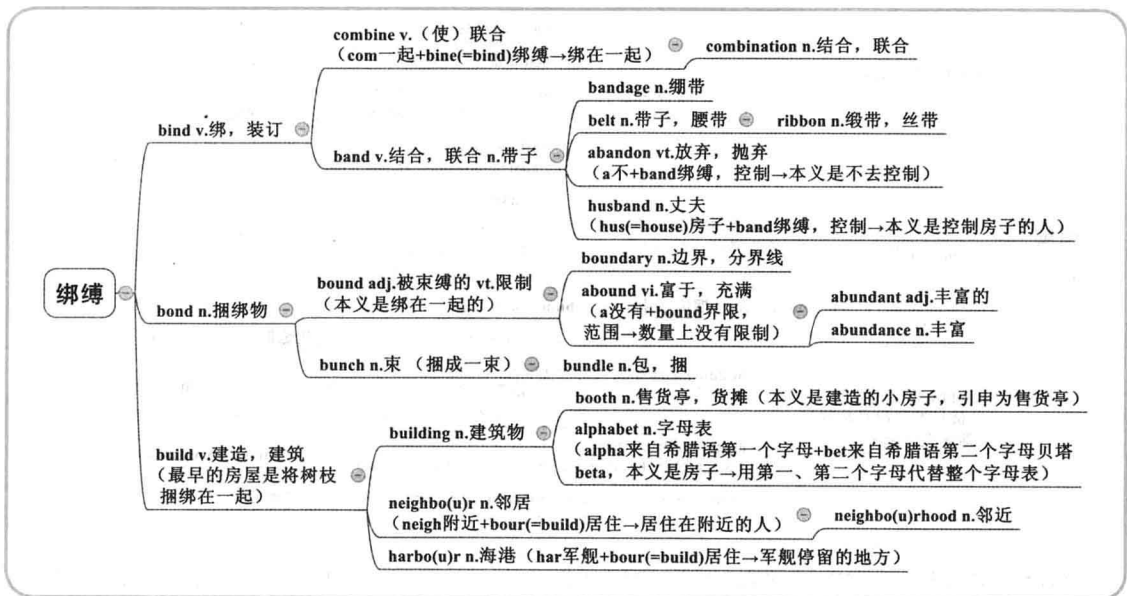 绑缚
bind v.绑，装订
combine v.（使）联合
（com一起+bine(=bind)绑缚→绑在一起）
combination n.结合，联合
band v.结合，联合 n.带子
bandage n.绷带
belt n.带子，腰带
ribbon n.缎带，丝带
abandon vt.放弃，抛弃
（a不+band绑缚，控制→本义是不去控制）
husband n.丈夫
（hus(=house)房子+band绑缚，控制→本义是控制房子的人）
bond n.捆绑物
bound adj.被束缚的 vt.限制
（本义是绑在一起的）
boundary n.边界，分界线
abound vi.富于，充满
（a没有+bound界限，
范围→数量上没有限制）
abundant adj.丰富的
abundance n.丰富
bunch n.束 （捆成一束）
bundle n.包，捆
build v.建造，建筑
（最早的房屋是将树枝
捆绑在一起）
building n.建筑物
booth n.售货亭，货摊（本义是建造的小房子，引申为售货亭）
alphabet n.字母表
（alpha来自希腊语第一个字母+bet来自希腊语第二个字母贝塔
beta，本义是房子→用第一、第二个字母代替整个字母表）
neighbo(u)r n.邻居
（neigh附近+bour(=build)居住→居住在附近的人）
neighbo(u)rhood n.邻近
harbo(u)r n.海港（har军舰+bour(=build)居住→军舰停留的地方）